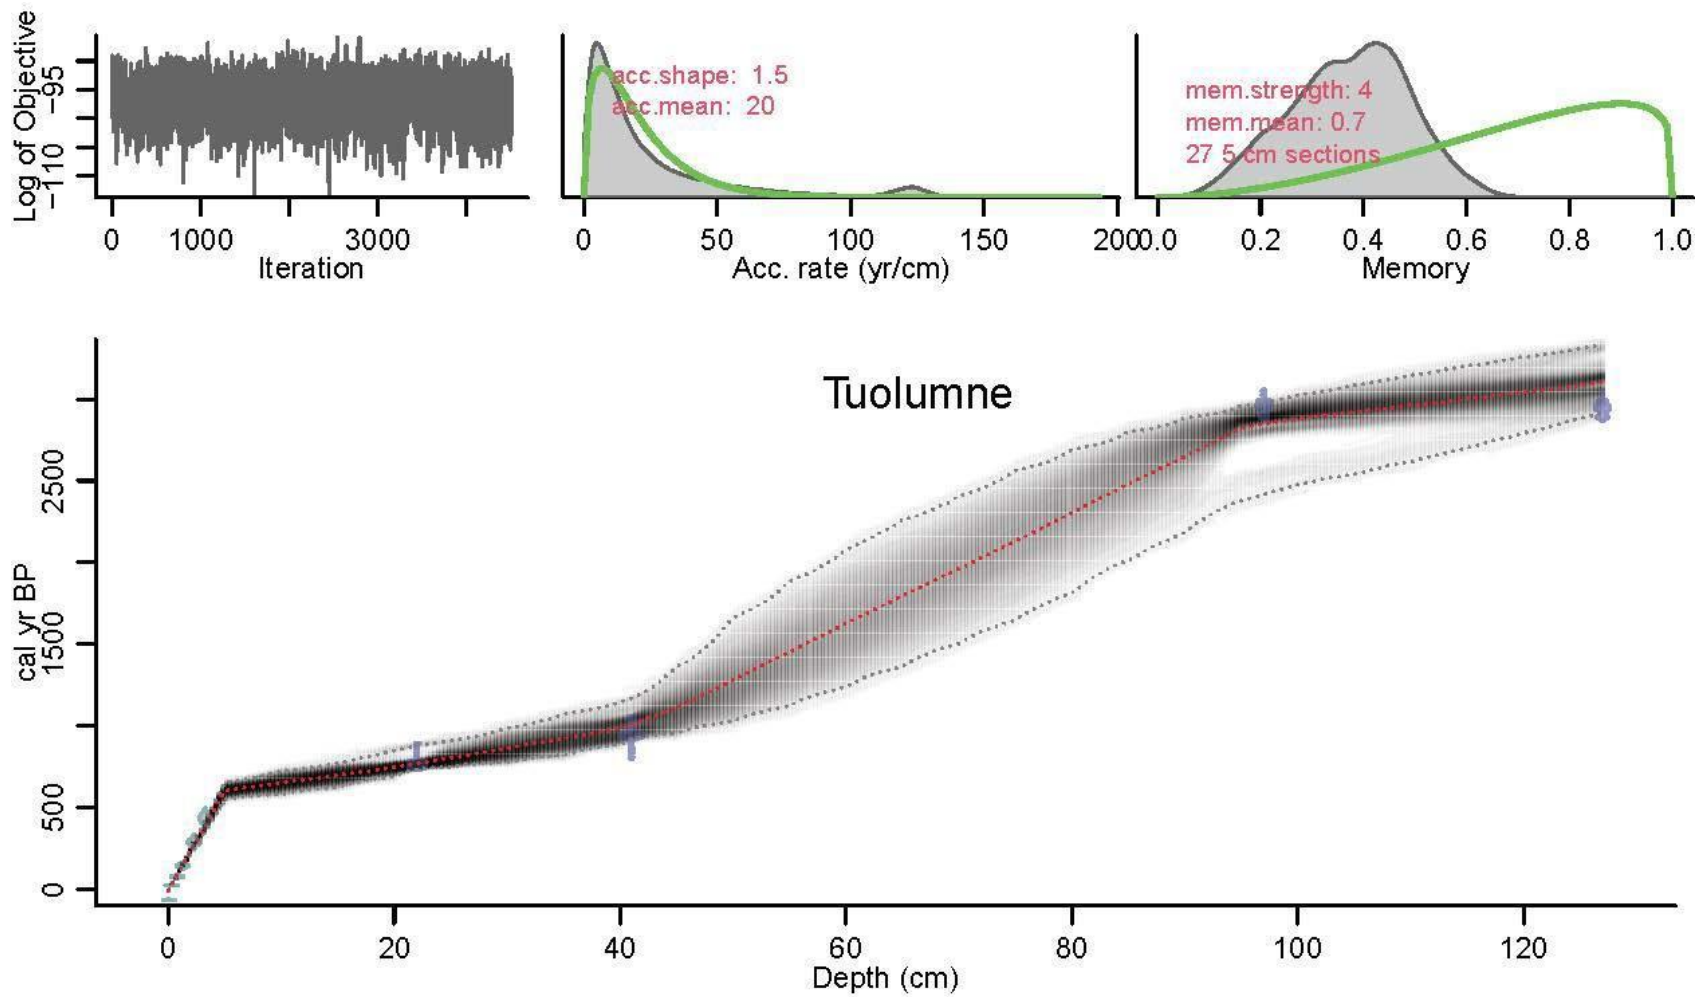 Log of Objective
−95
−110
0 1000 3000
Iteration
acc.shape: 1.5
acc.mean: 20
0 50 100 150 200
Acc. rate (yr/cm)
mem.strength: 4
mem.mean: 0.7
27 5 cm sections
0.0 0.2 0.4 0.6 0.8 1.0
Memory
Tuolumne
cal yr BP
2500
1500
500
0
0 20 40 60 80 100 120
Depth (cm)